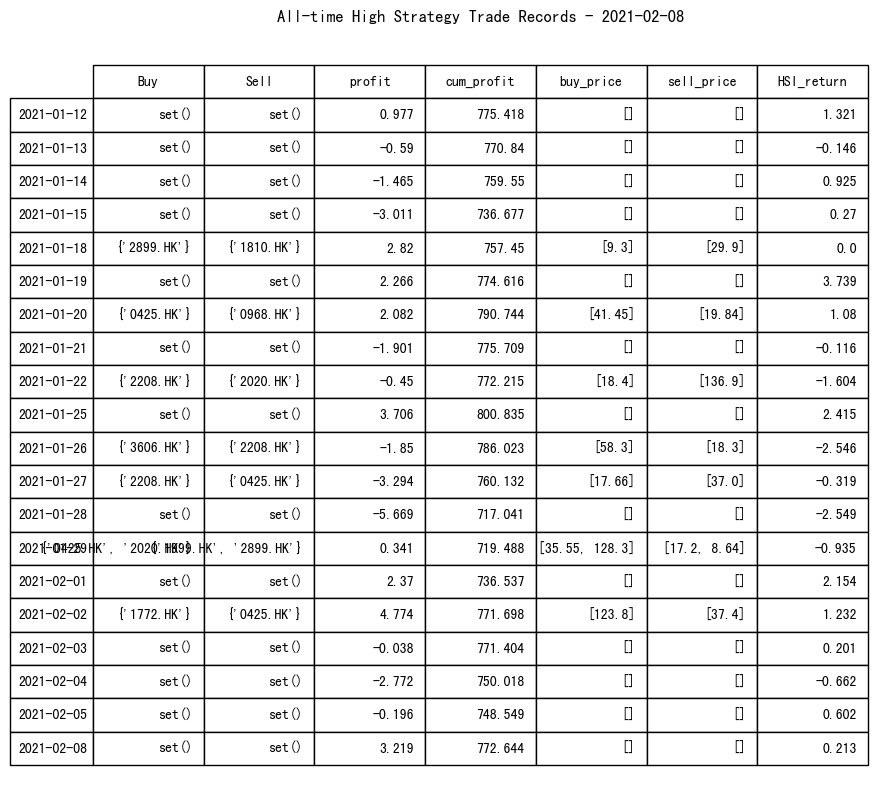 All-time High Strategy Trade Records - 2021-02-08
Buy Sell profit cum_profit buy_price sell_price HSI_return
2021-01-12 set() set() 0.977 775.418 [] [] 1.321
2021-01-13 set() set() -0.59 770.84 [] [] -0.146
2021-01-14 set() set() -1.465 759.55 [] [] 0.925
2021-01-15 set() set() -3.011 736.677 [] [] 0.27
2021-01-18 {'2899.HK'} {'1810.HK'} 2.82 757.45 [9.3] [29.9] 0.0
2021-01-19 set() set() 2.266 774.616 [] [] 3.739
2021-01-20 {'0425.HK'} {'0968.HK'} 2.082 790.744 [41.45] [19.84] 1.08
2021-01-21 set() set() -1.901 775.709 [] [] -0.116
2021-01-22 {'2208.HK'} {'2020.HK'} -0.45 772.215 [18.4] [136.9] -1.604
2021-01-25 set() set() 3.706 800.835 [] [] 2.415
2021-01-26 {'3606.HK'} {'2208.HK'} -1.85 786.023 [58.3] [18.3] -2.546
2021-01-27 {'2208.HK'} {'0425.HK'} -3.294 760.132 [17.66] [37.0] -0.319
2021-01-28 set() set() -5.669 717.041 [] [] -2.549
'2899.HK'} 0.341 719.488 [35.55, 128.3] [17.2, 8.64] -0.935
2021-02-01 set() set() 2.37 736.537 [] [] 2.154
2021-02-02 {'1772.HK'} {'0425.HK'} 4.774 771.698 [123.8] [37.4] 1.232
2021-02-03 set() set() -0.038 771.404 [] [] 0.201
2021-02-04 set() set() -2.772 750.018 [] [] -0.662
2021-02-05 set() set() -0.196 748.549 [] [] 0.602
2021-02-08 set() set() 3.219 772.644 [] [] 0.213